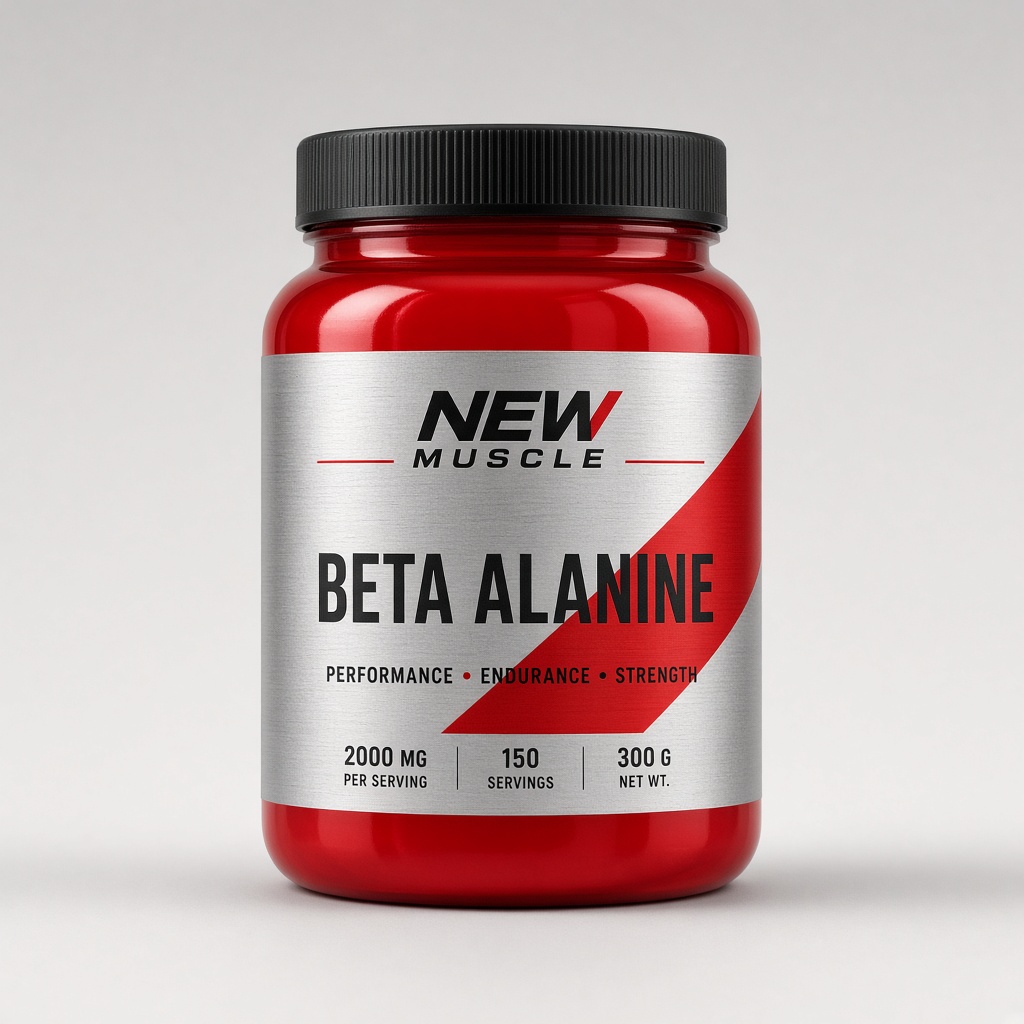 NEW
MUSCLE
BETA ALANINE
PERFORMANCE • ENDURANCE • STRENGTH
2000 MG
PER SERVING
150
SERVINGS
300 G
NET WT.